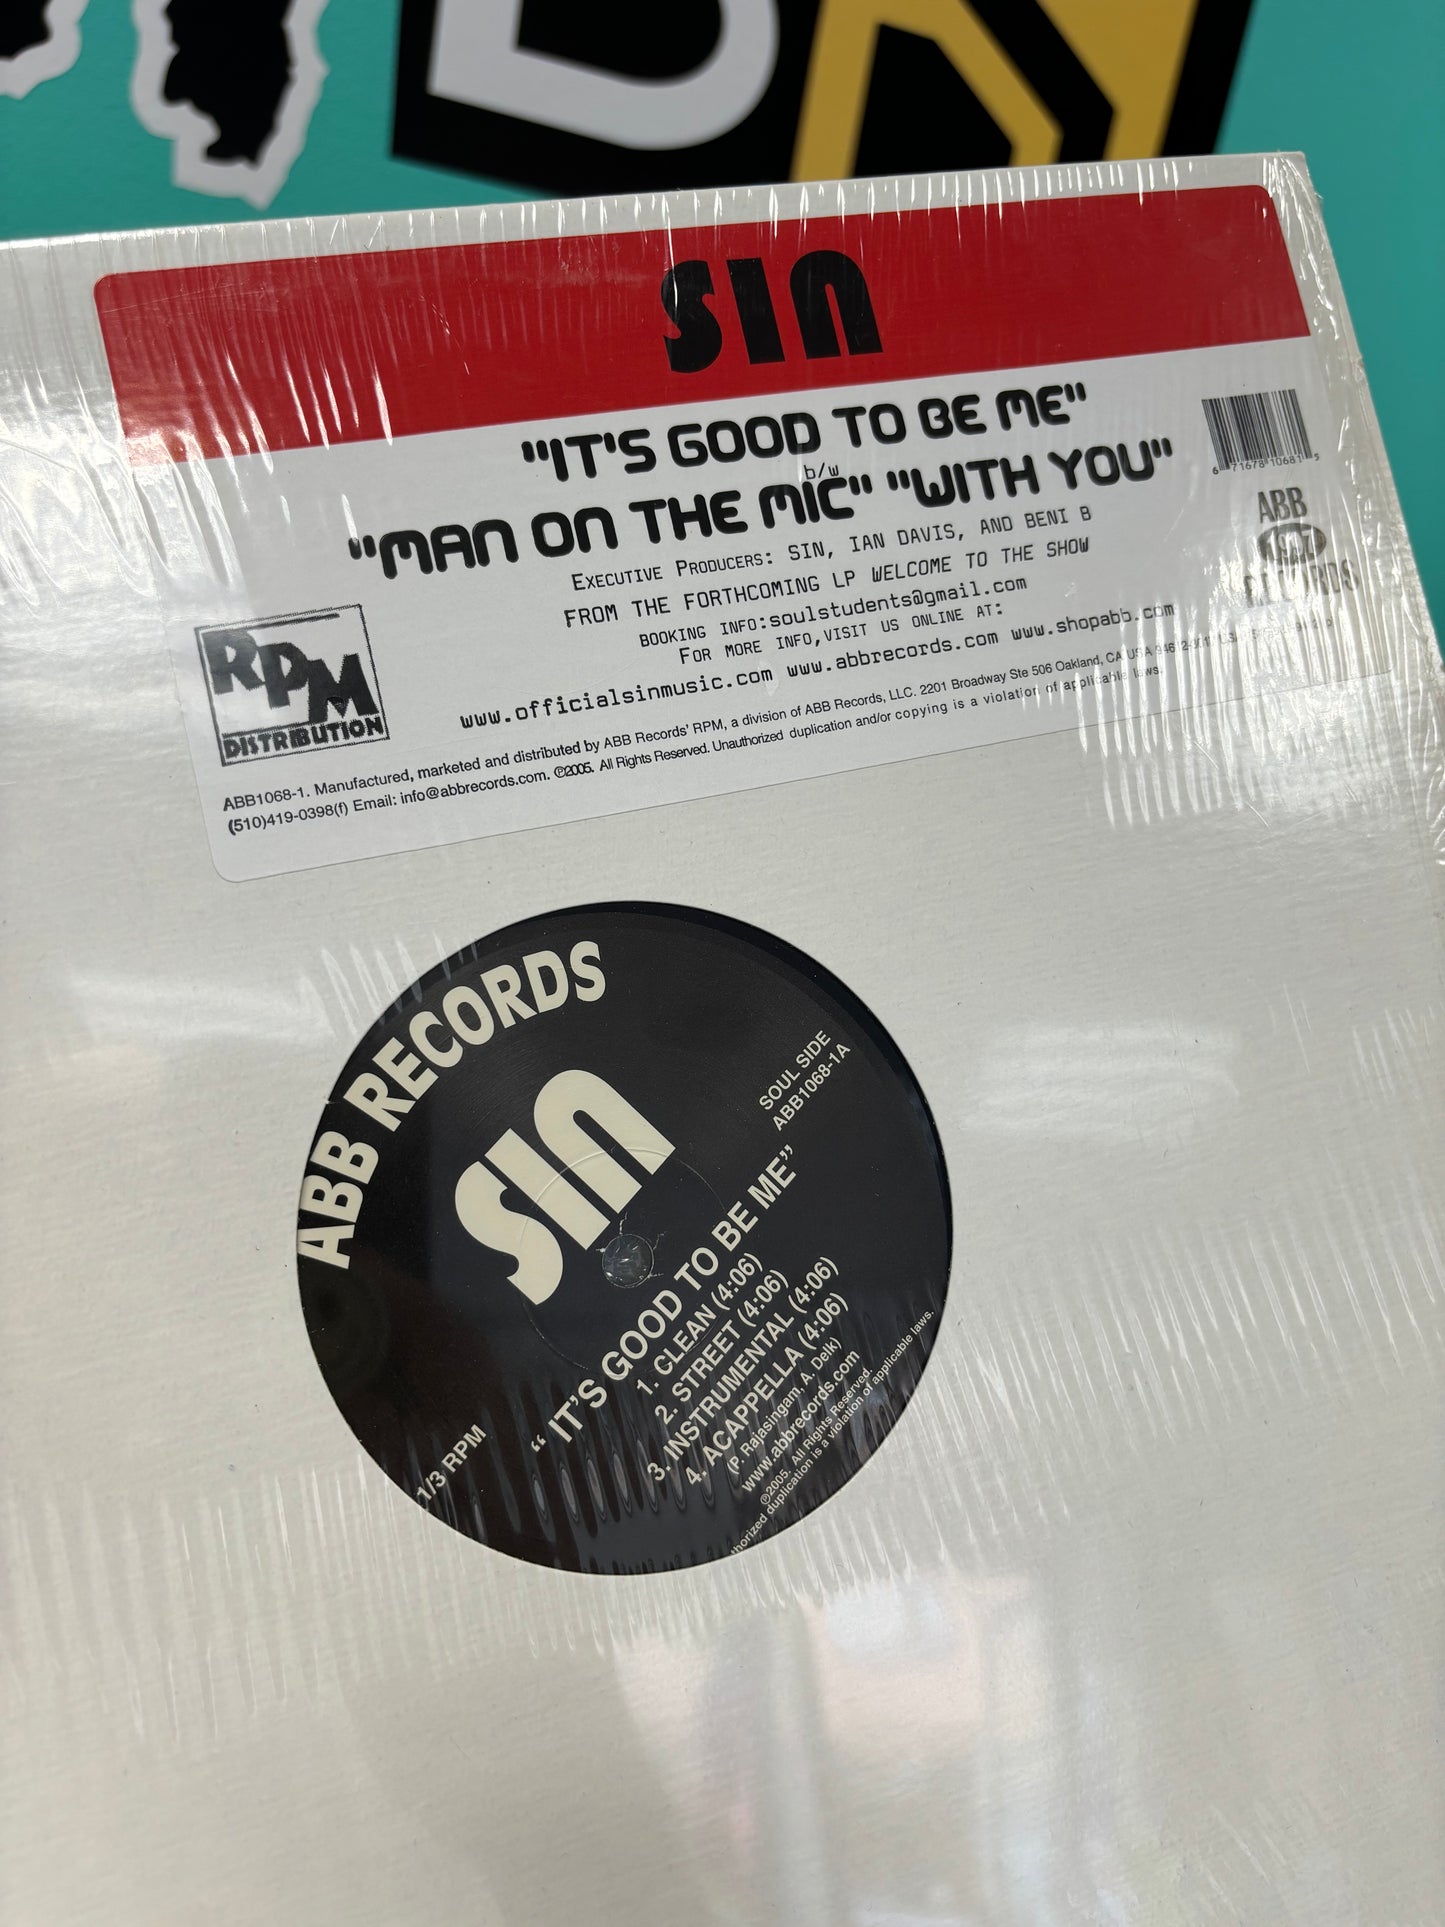 SIN
"IT'S GOOD TO BE ME"
b/w
"MAN ON THE MIC" "WITH YOU"
EXECUTIVE PRODUCERS: SIN, IAN DAVIS, AND BENI B
FROM THE FORTHCOMING LP WELCOME TO THE SHOW
BOOKING INFO:soulstudents@gmail.com
FOR MORE INFO,VISIT US ONLINE AT:
www.officialsinmusic.com www.abbrecords.com www.shopabb.com
ABB1068-1. Manufactured, marketed and distributed by ABB Records' RPM, a division of ABB Records, LLC. 2201 Broadway Ste 506 Oakland, CA USA
(510)419-0398(f) Email: info@abbrecords.com. ℗2005. All Rights Reserved. Unauthorized duplication and/or copying is a violation of applicable laws.
6 71678 10681 5
ABB
RECORDS
RPM
DISTRIBUTION
ABB RECORDS
SIN
SOUL SIDE
ABB1068-1A
“ IT’S GOOD TO BE ME”
1. CLEAN (4:06)
2. STREET (4:06)
3. INSTRUMENTAL (4:06)
4. ACAPPELLA (4:06)
(P. Rajasingam, A. Delk)
www.abbrecords.com
℗2005. All Rights Reserved.
horized duplication is a violation of applicable laws.
1/3 RPM